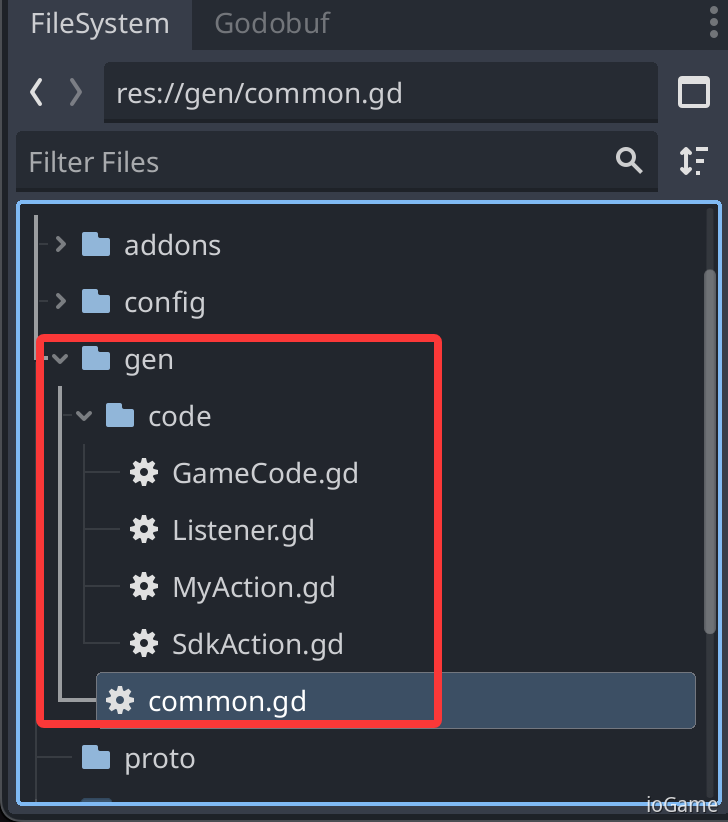 FileSystem Godobuf
res://gen/common.gd
Filter Files
addons
config
gen
code
GameCode.gd
Listener.gd
MyAction.gd
SdkAction.gd
common.gd
proto
ioGame